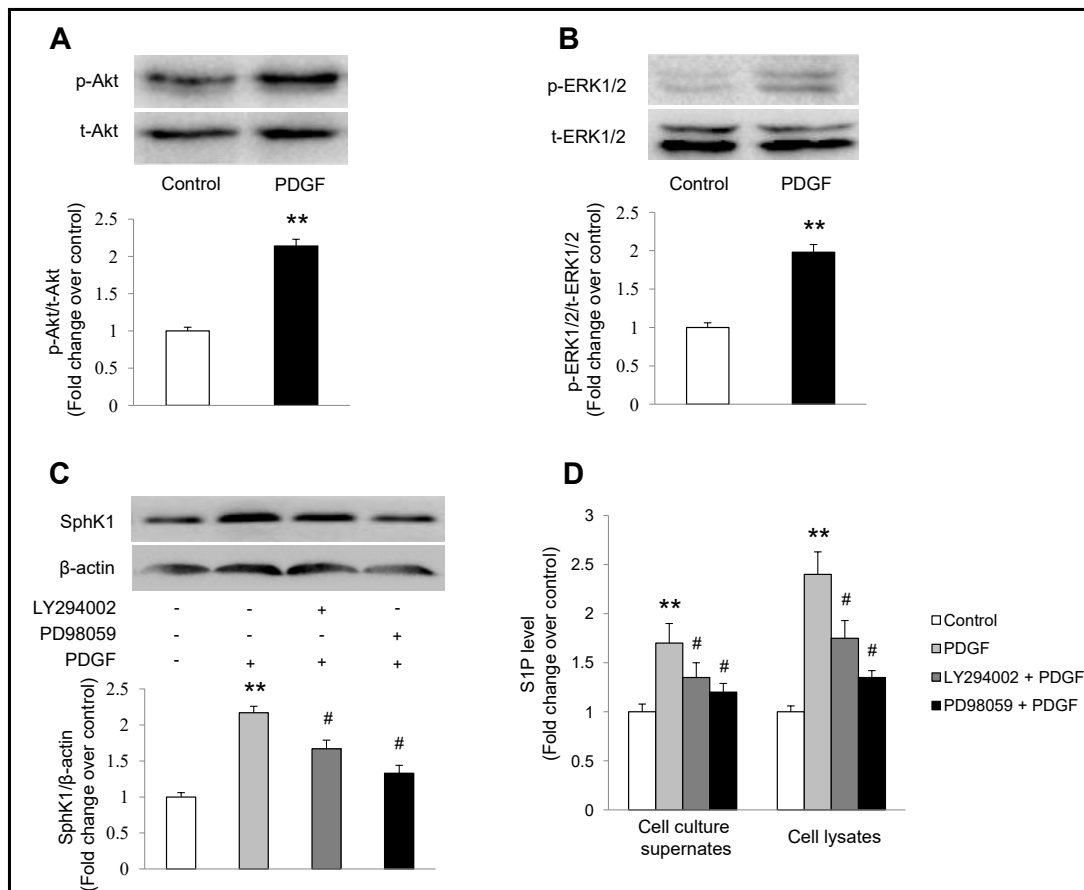 A
p-Akt
t-Akt
Control PDGF
2.5
2
1.5
1
0.5
0
p-Akt/t-Akt
(Fold change over control)
**
B
p-ERK1/2
t-ERK1/2
Control PDGF
2.5
2
1.5
1
0.5
0
p-ERK1/2/t-ERK1/2
(Fold change over control)
**
C
SphK1
β-actin
LY294002 - - + -
PD98059 - - - +
PDGF - + + +
2.5
2
1.5
1
0.5
0
SphK1/β-actin
(Fold change over control)
**
#
#
D
3
2.5
2
1.5
1
0.5
0
S1P level
(Fold change over control)
**
#
#
**
#
#
Cell culture
supernates
Cell lysates
Control
PDGF
LY294002 + PDGF
PD98059 + PDGF